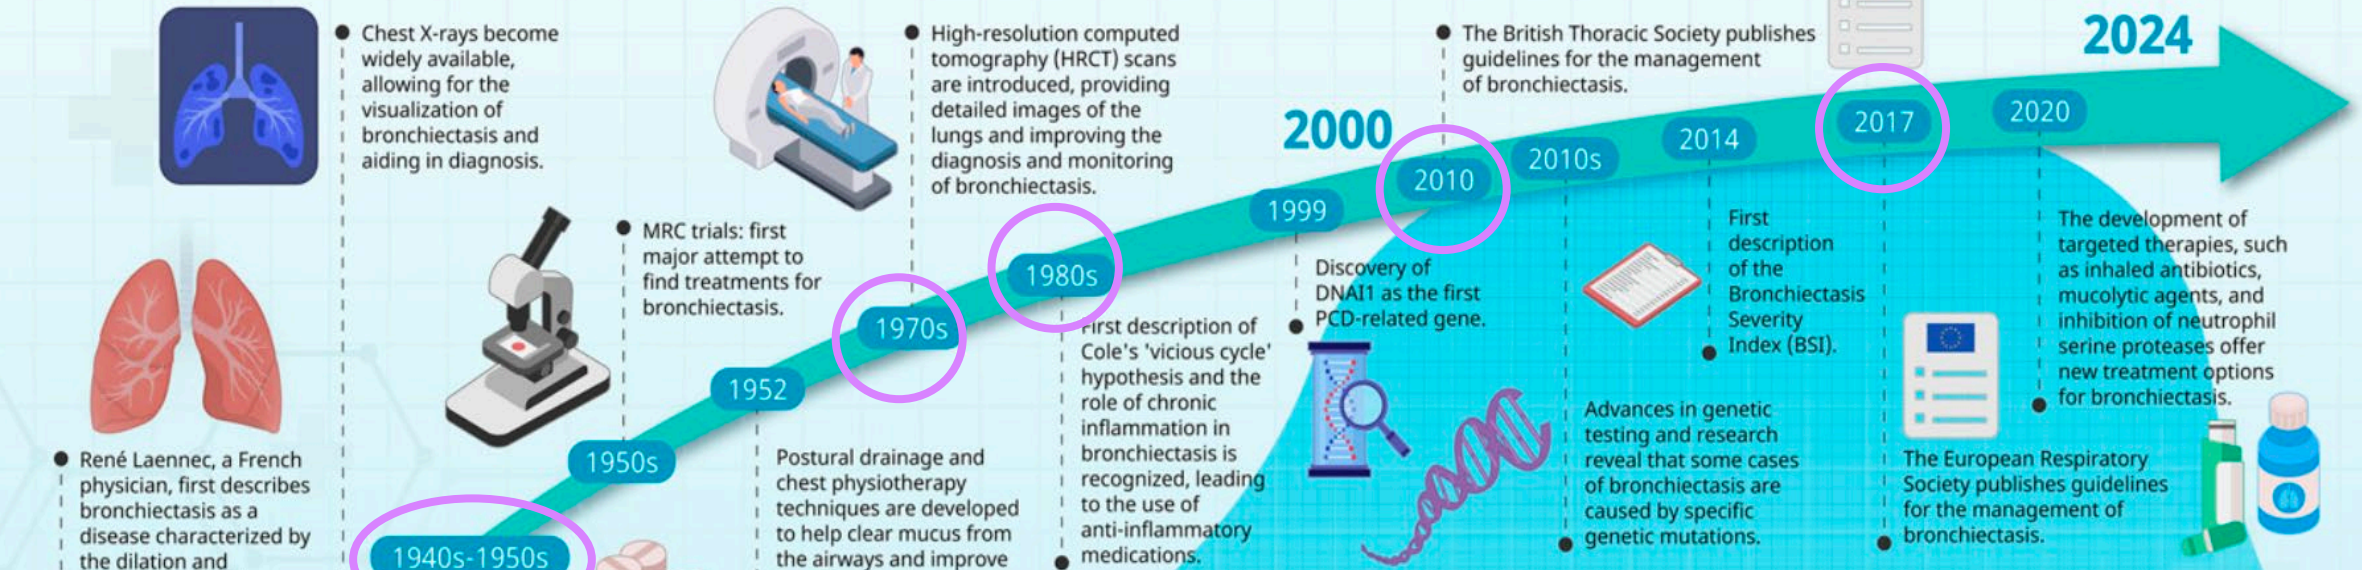 Chest X-rays become
widely available,
allowing for the
visualization of
bronchiectasis and
aiding in diagnosis.
High-resolution computed
tomography (HRCT) scans
are introduced, providing
detailed images of the
lungs and improving the
diagnosis and monitoring
of bronchiectasis.
The British Thoracic Society publishes
guidelines for the management
of bronchiectasis.
2024
2000
MRC trials: first
major attempt to
find treatments for
bronchiectasis.
1940s-1950s
1950s
1952
1970s
1980s
1999
2010
2010s
2014
2017
2020
René Laennec, a French
physician, first describes
bronchiectasis as a
disease characterized by
the dilation and
Postural drainage and
chest physiotherapy
techniques are developed
to help clear mucus from
the airways and improve
First description of
Cole's 'vicious cycle'
hypothesis and the
role of chronic
inflammation in
bronchiectasis is
recognized, leading
to the use of
anti-inflammatory
medications.
Discovery of
DNAI1 as the first
PCD-related gene.
Advances in genetic
testing and research
reveal that some cases
of bronchiectasis are
caused by specific
genetic mutations.
First
description
of the
Bronchiectasis
Severity
Index (BSI).
The European Respiratory
Society publishes guidelines
for the management of
bronchiectasis.
The development of
targeted therapies, such
as inhaled antibiotics,
mucolytic agents, and
inhibition of neutrophil
serine proteases offer
new treatment options
for bronchiectasis.